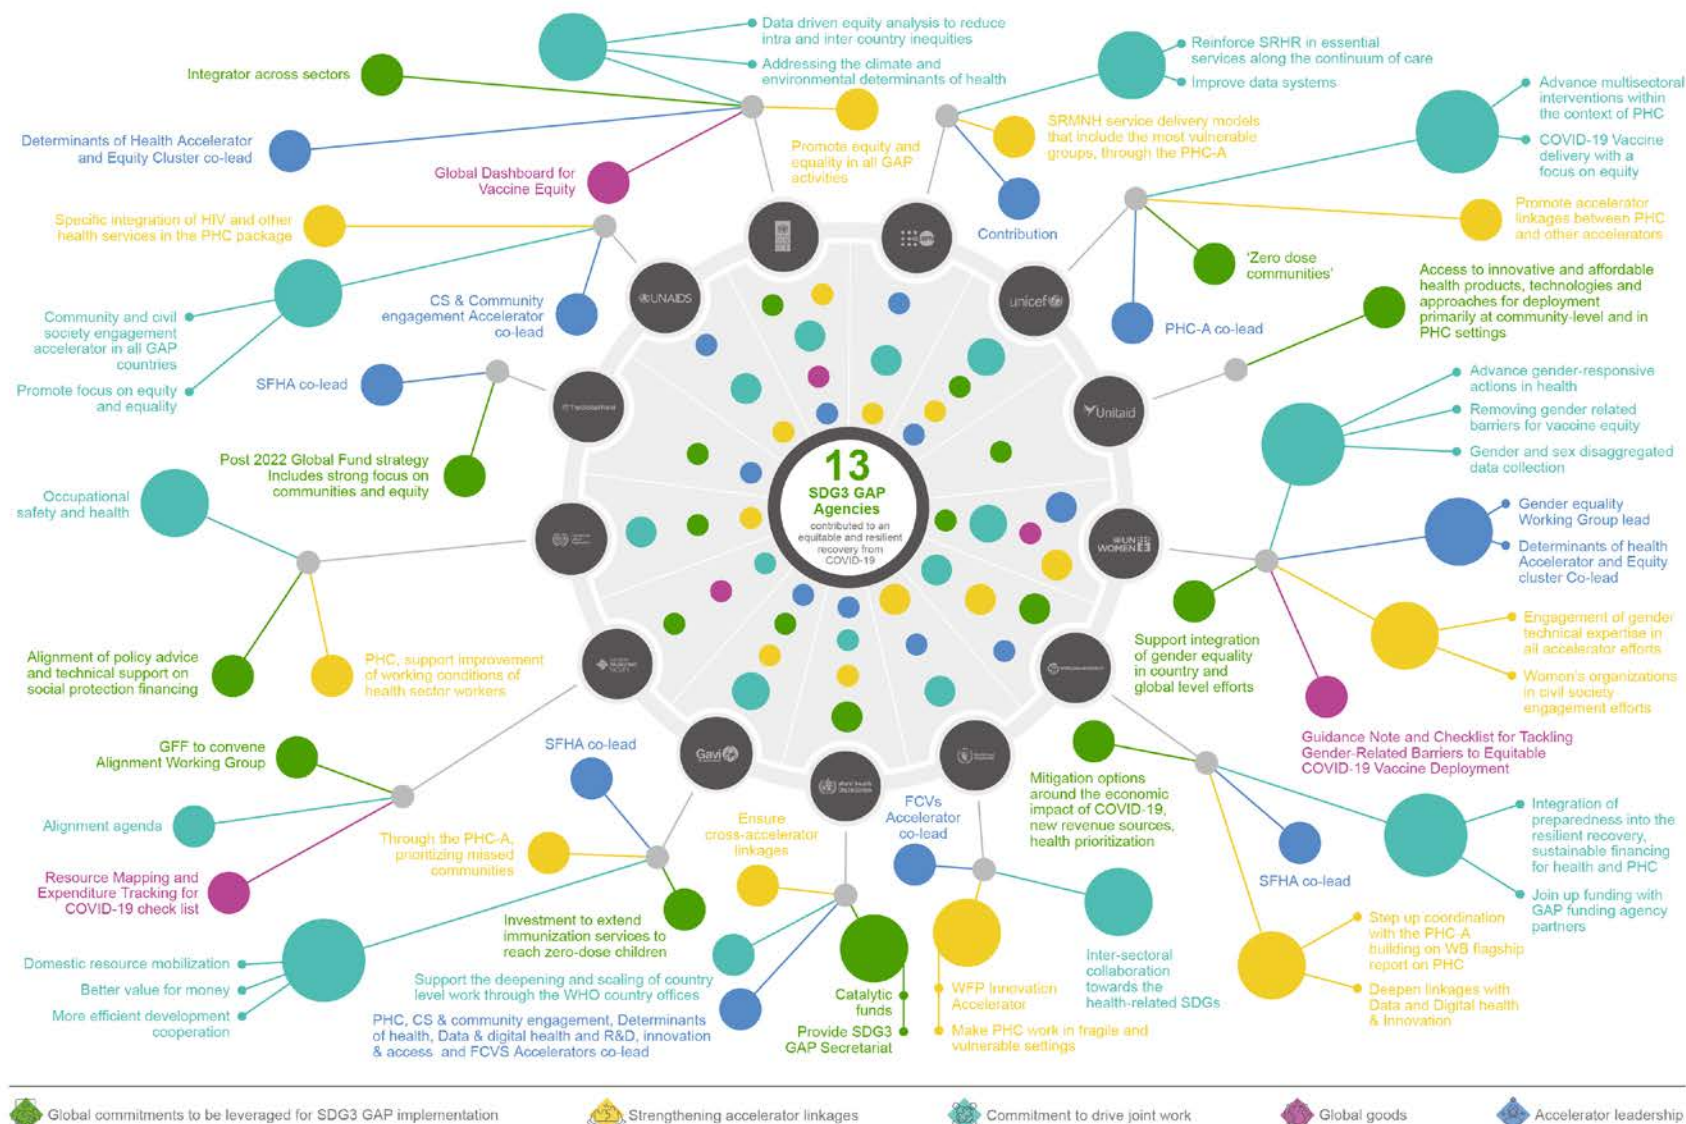 Data driven equity analysis to reduce
intra and inter country inequities
Addressing the climate and
environmental determinants of health
Integrator across sectors
Determinants of Health Accelerator
and Equity Cluster co-lead
Global Dashboard for
Vaccine Equity
Promote equity and
equality in all GAP
activities
Reinforce SRHR in essential
services along the continuum of care
Improve data systems
SRMNH service delivery models
that include the most vulnerable
groups, through the PHC-A
Contribution
Advance multisectoral
interventions within
the context of PHC
COVID-19 Vaccine
delivery with a
focus on equity
Promote accelerator
linkages between PHC
and other accelerators
'Zero dose
communities'
PHC-A co-lead
Access to innovative and affordable
health products, technologies and
approaches for deployment
primarily at community-level and in
PHC settings
Specific integration of HIV and other
health services in the PHC package
Community and civil
society engagement
accelerator in all GAP
countries
Promote focus on equity
and equality
CS & Community
engagement Accelerator
co-lead
SFHA co-lead
Post 2022 Global Fund strategy
Includes strong focus on
communities and equity
UNAIDS
unicef
Unitaid
UN
WOMEN
Gavi
13
SDG3 GAP
Agencies
contributed to an
equitable and resilient
recovery from
COVID-19
Advance gender-responsive
actions in health
Removing gender related
barriers for vaccine equity
Gender and sex disaggregated
data collection
Gender equality
Working Group lead
Determinants of health
Accelerator and Equity
cluster Co-lead
Engagement of gender
technical expertise in
all accelerator efforts
Women's organizations
in civil society
engagement efforts
Support integration
of gender equality
in country and
global level efforts
Guidance Note and Checklist for Tackling
Gender-Related Barriers to Equitable
COVID-19 Vaccine Deployment
Occupational
safety and health
Alignment of policy advice
and technical support on
social protection financing
PHC, support improvement
of working conditions of
health sector workers
GFF to convene
Alignment Working Group
Alignment agenda
Resource Mapping and
Expenditure Tracking for
COVID-19 check list
SFHA co-lead
Through the PHC-A,
prioritizing missed
communities
Investment to extend
immunization services to
reach zero-dose children
Domestic resource mobilization
Better value for money
More efficient development
cooperation
Ensure
cross-accelerator
linkages
Support the deepening and scaling of country
level work through the WHO country offices
PHC, CS & community engagement, Determinants
of health, Data & digital health and R&D, innovation
& access and FCVS Accelerators co-lead
Catalytic
funds
Provide SDG3
GAP Secretariat
FCVs
Accelerator
co-lead
WFP Innovation
Accelerator
Make PHC work in fragile and
vulnerable settings
Inter-sectoral
collaboration
towards the
health-related SDGs
Mitigation options
around the economic
impact of COVID-19,
new revenue sources,
health prioritization
SFHA co-lead
Integration of
preparedness into the
resilient recovery,
sustainable financing
for health and PHC
Join up funding with
GAP funding agency
partners
Step up coordination
with the PHC-A
building on WB flagship
report on PHC
Deepen linkages with
Data and Digital health
& Innovation
Global commitments to be leveraged for SDG3 GAP implementation
Strengthening accelerator linkages
Commitment to drive joint work
Global goods
Accelerator leadership